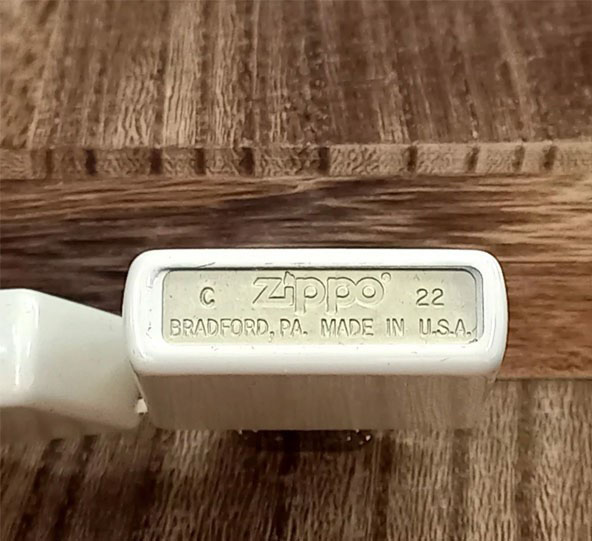 C Zippo® 22
BRADFORD, PA. MADE IN U.S.A.